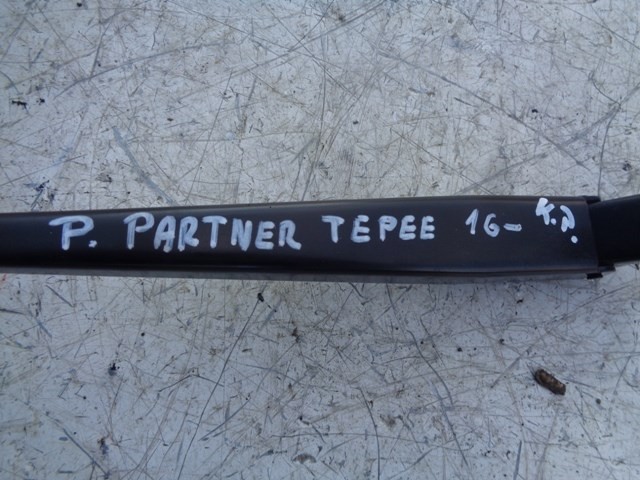 P. PARTNER TEPEE 16-